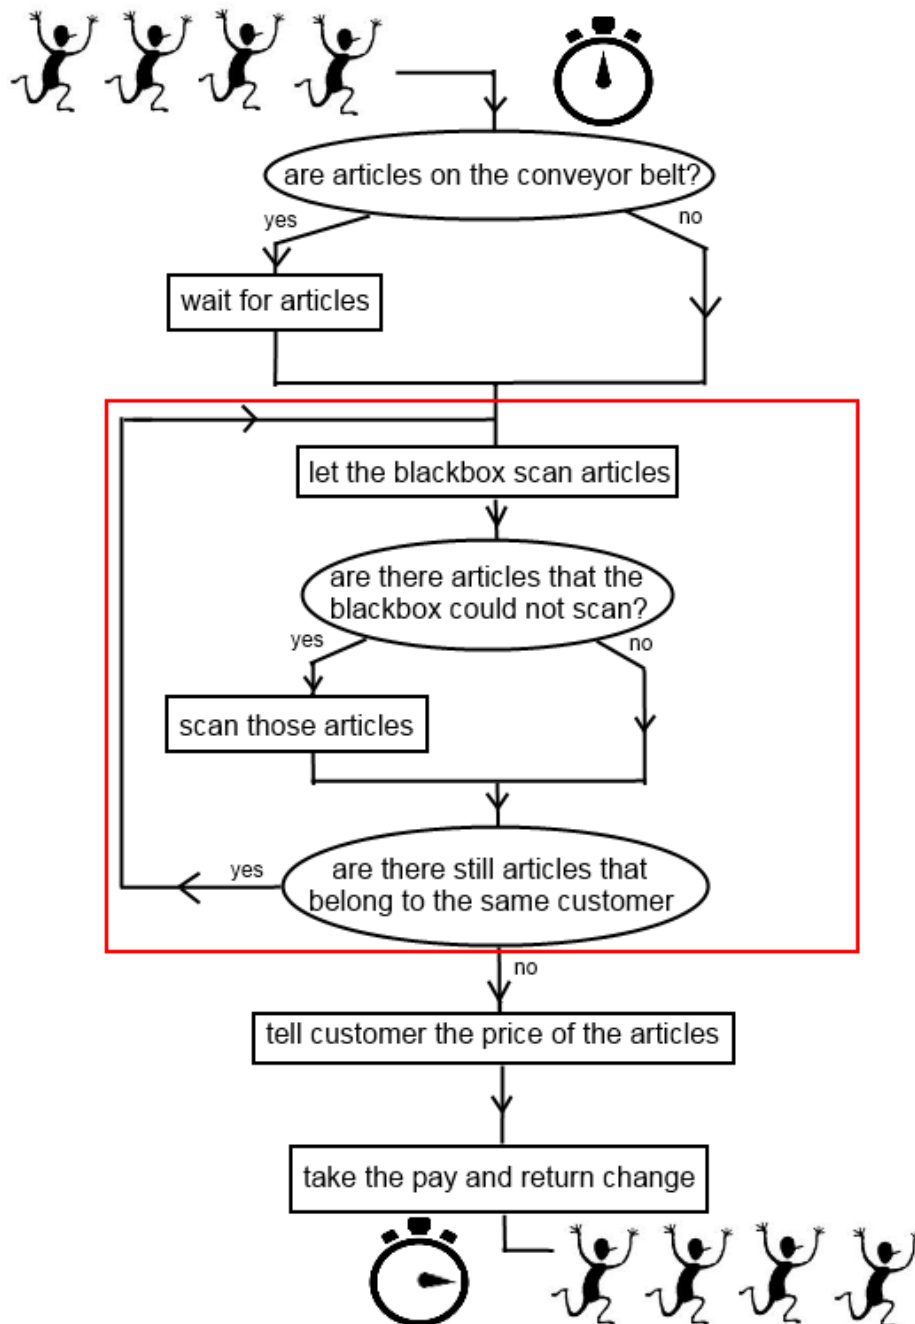 are articles on the conveyor belt?
yes
no
wait for articles
let the blackbox scan articles
are there articles that the
blackbox could not scan?
yes
no
scan those articles
are there still articles that
belong to the same customer
yes
no
tell customer the price of the articles
take the pay and return change